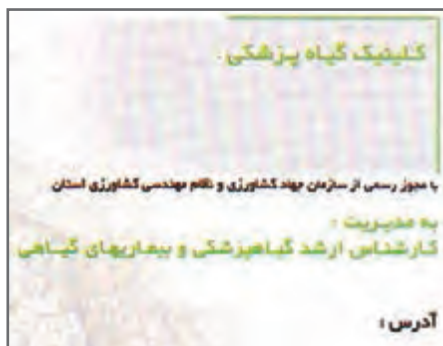 کلینیک گیاه پزشکی .
با مجوز رسمی از سازمان جهاد کشاورزی و نظام مهندسی کشاورزی استان
به مدیریت :
کارشناس ارشد گیاهپزشکی و بیماریهای گیاهی
آدرس :